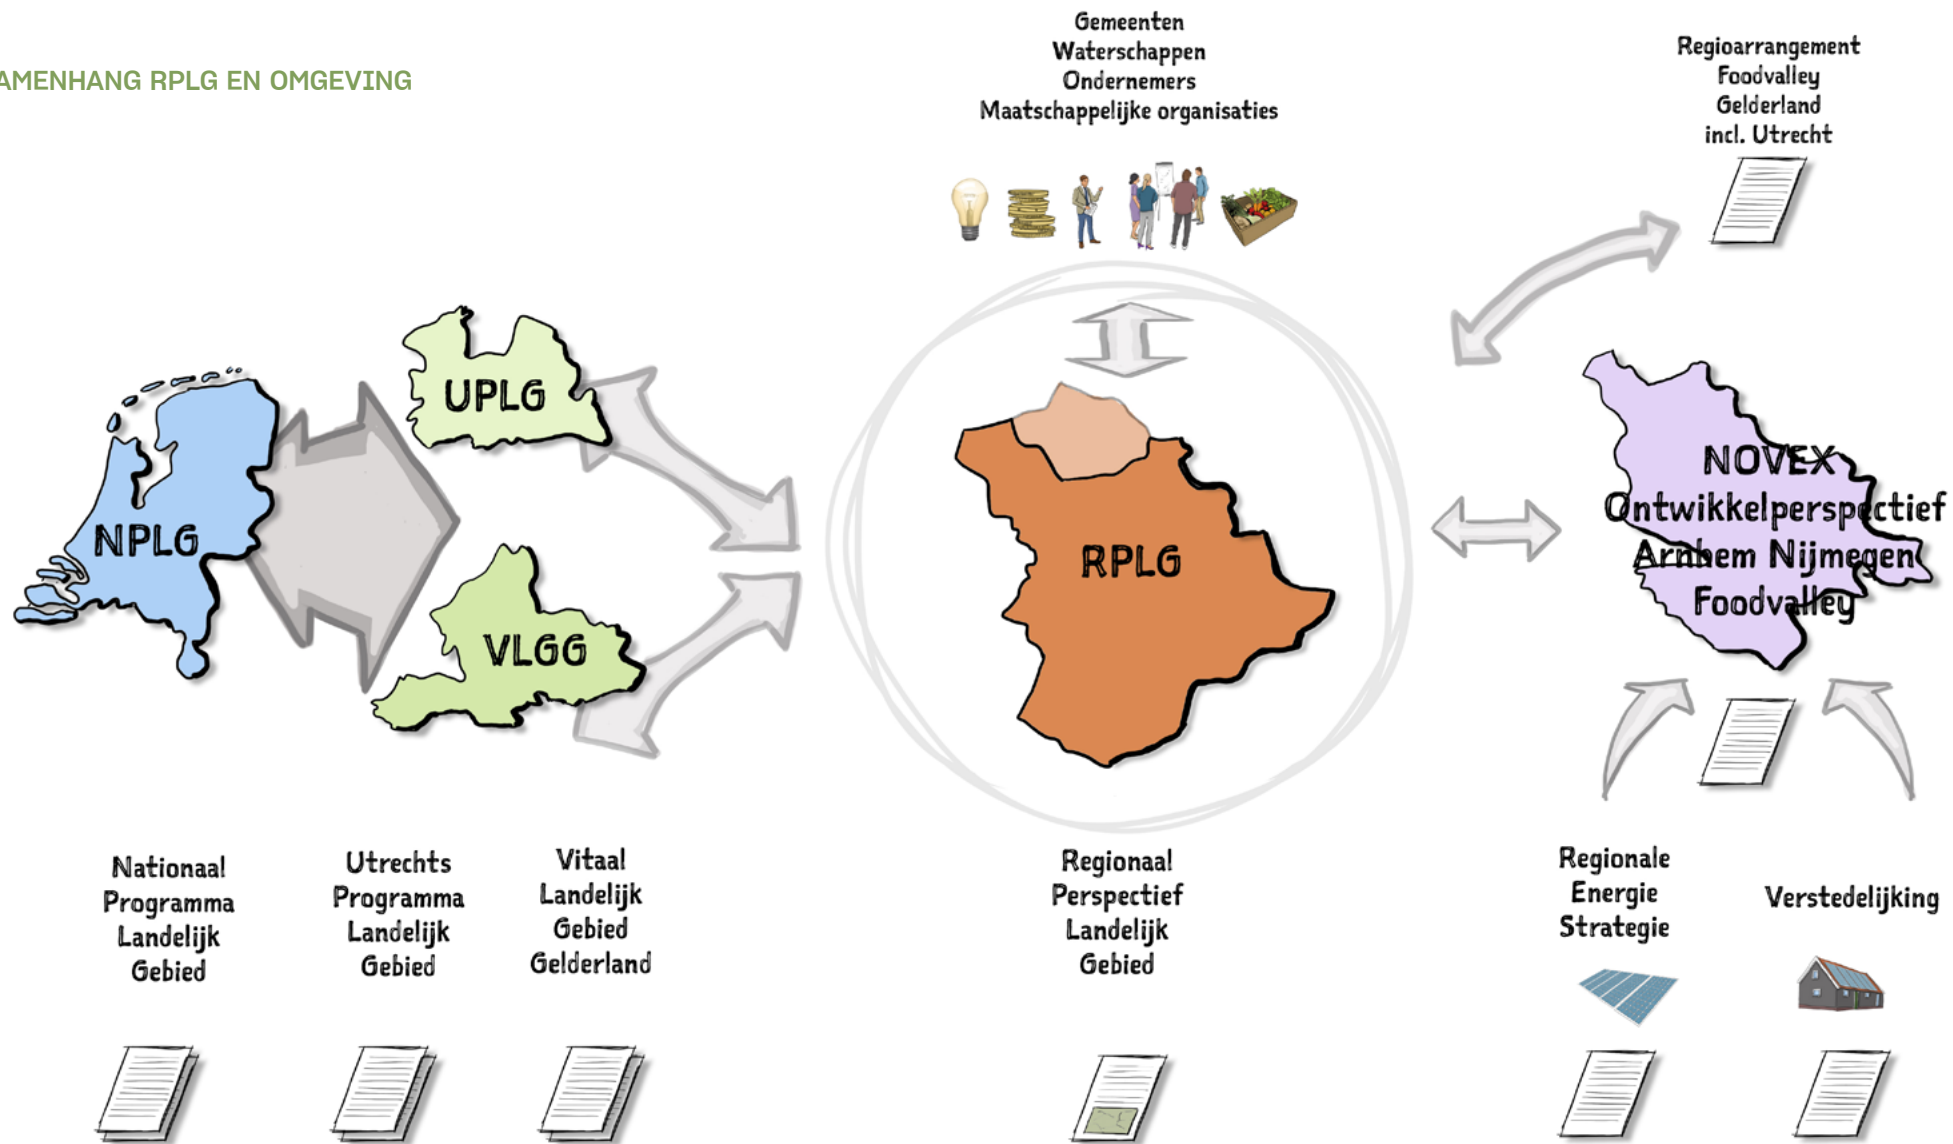 AMENHANG RPLG EN OMGEVING
Gemeenten
Waterschappen
Ondernemers
Maatschappelijke organisaties
Regioarrangement
Foodvalley
Gelderland
incl. Utrecht
UPLG
NPLG
VLGG
RPLG
NOVEX
Ontwikkelperspectief
Arnhem Nijmegen
Foodvalley
Nationaal
Programma
Landelijk
Gebied
Utrechts
Programma
Landelijk
Gebied
Vitaal
Landelijk
Gebied
Gelderland
Regionaal
Perspectief
Landelijk
Gebied
Regionale
Energie
Strategie
Verstedelijking